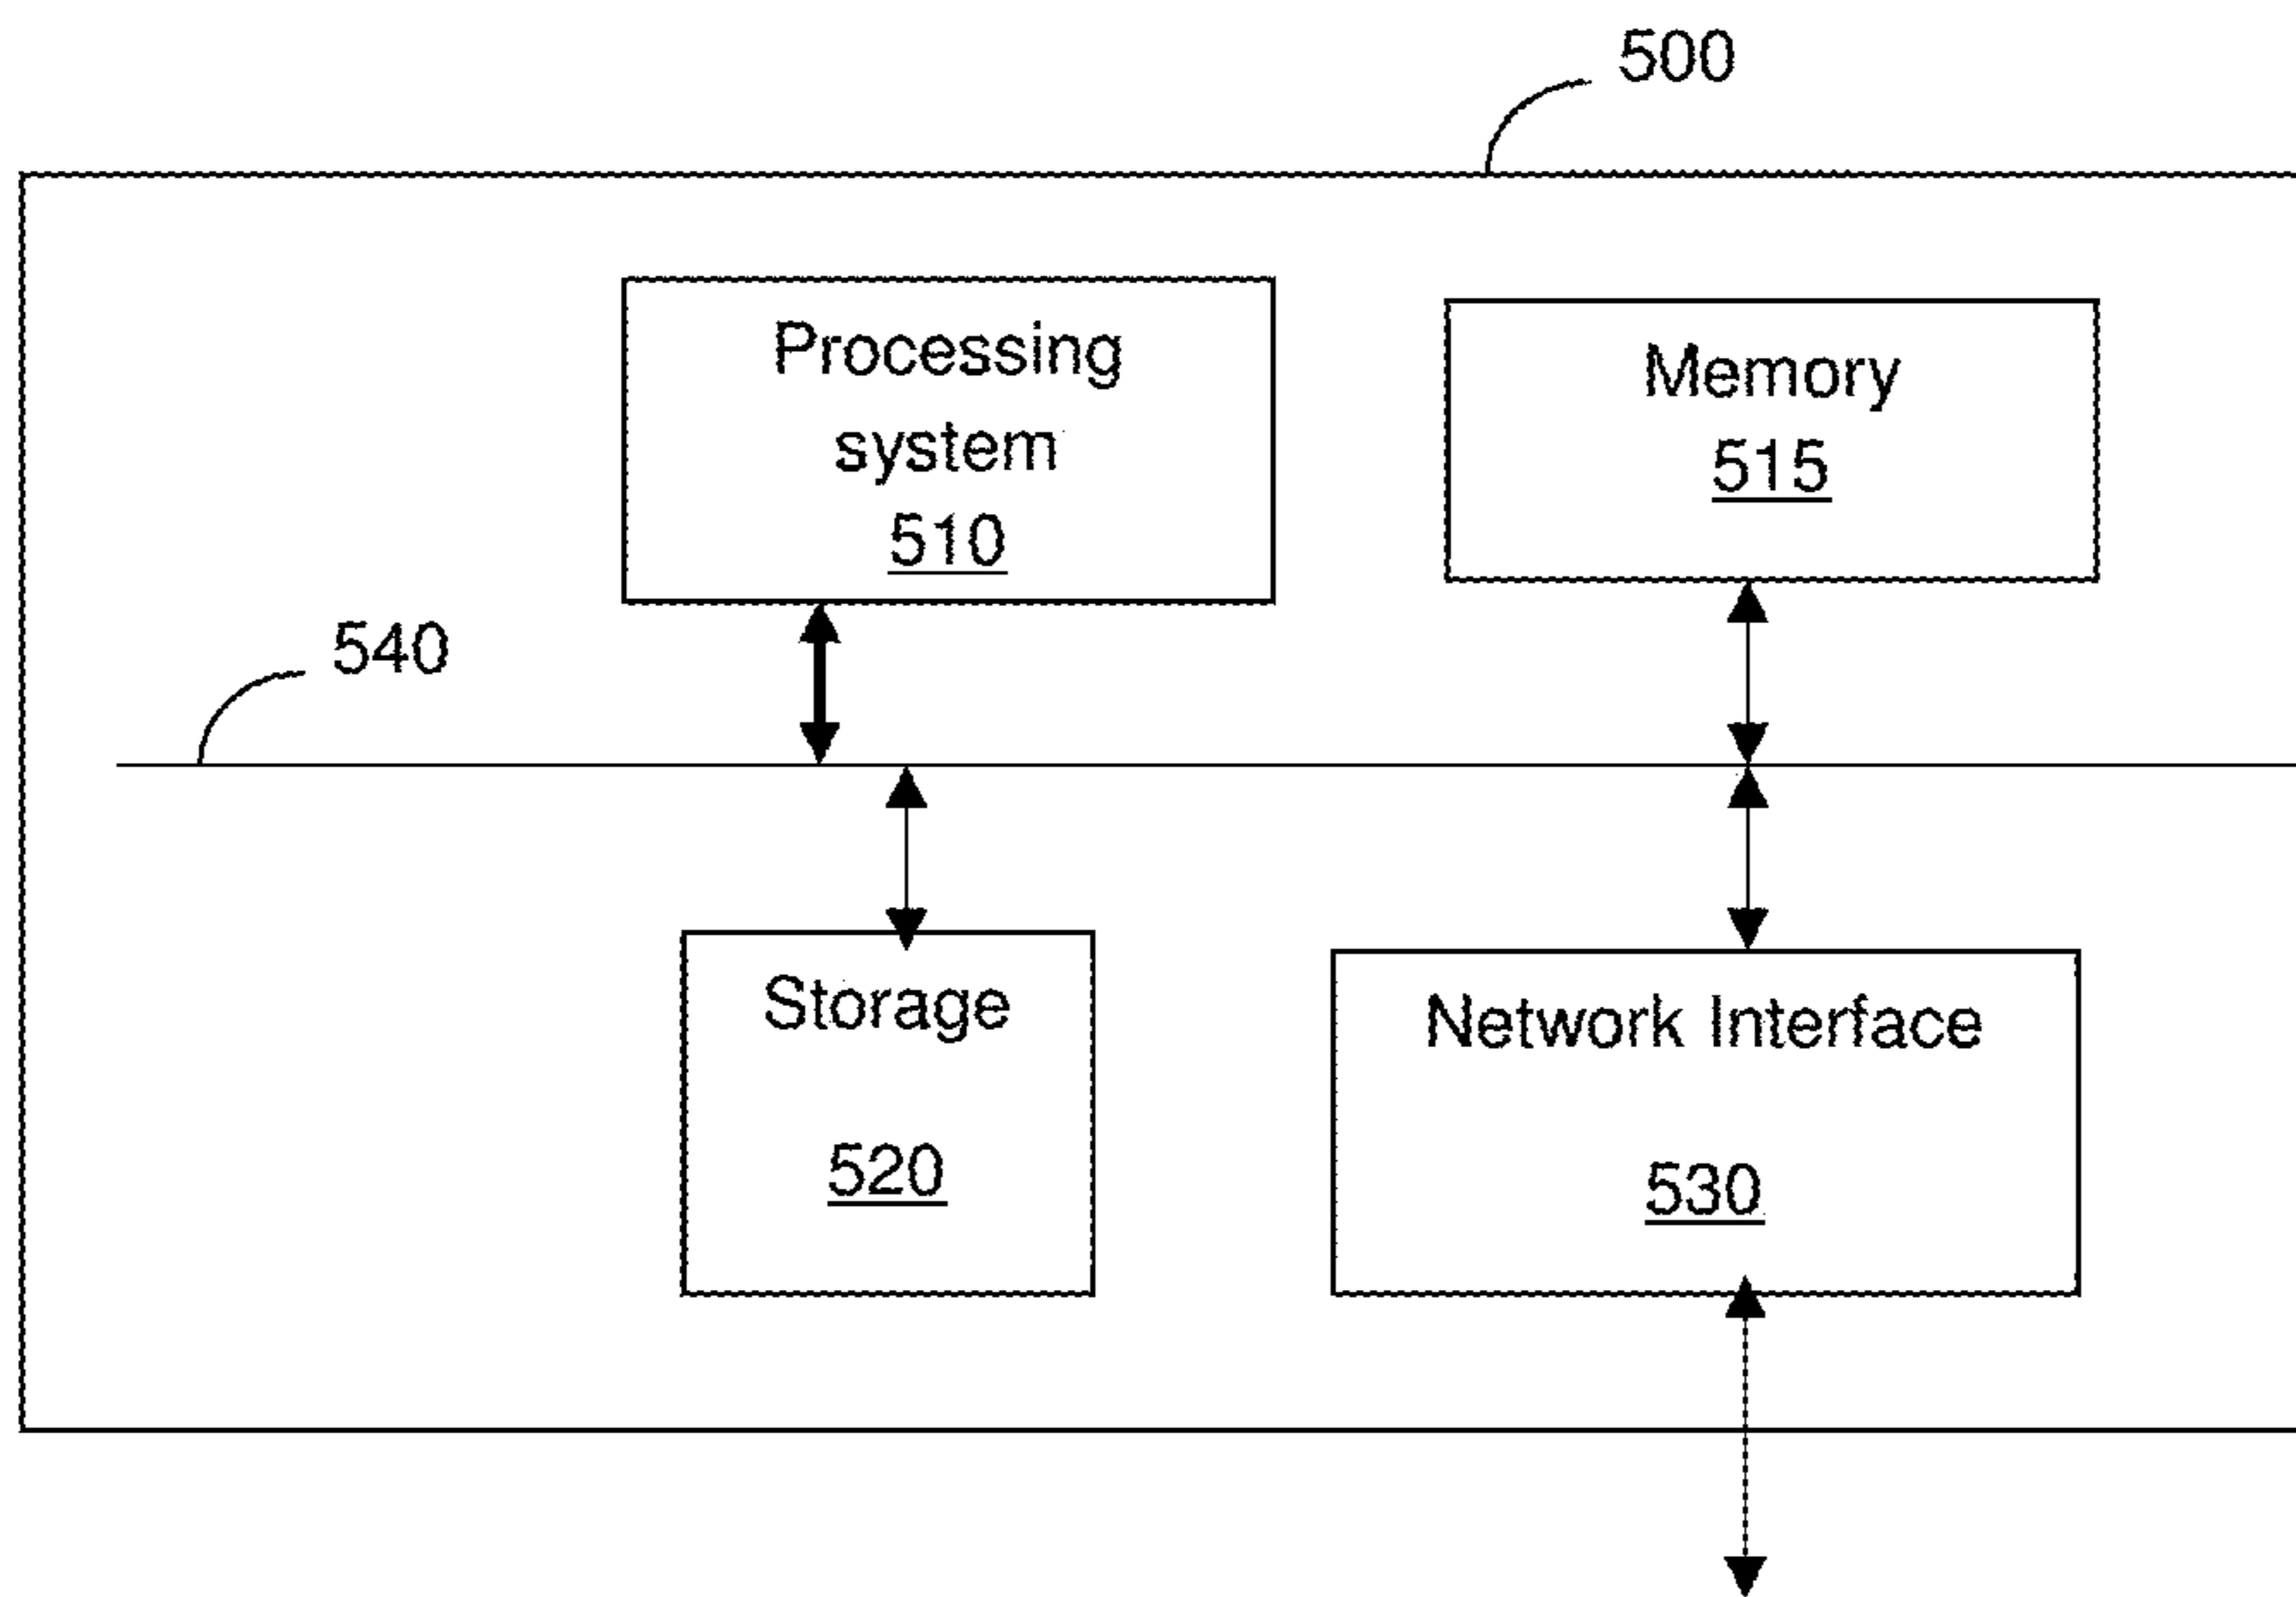 500
Processing
system
510
Memory
515
540
Storage
520
Network Interface
530